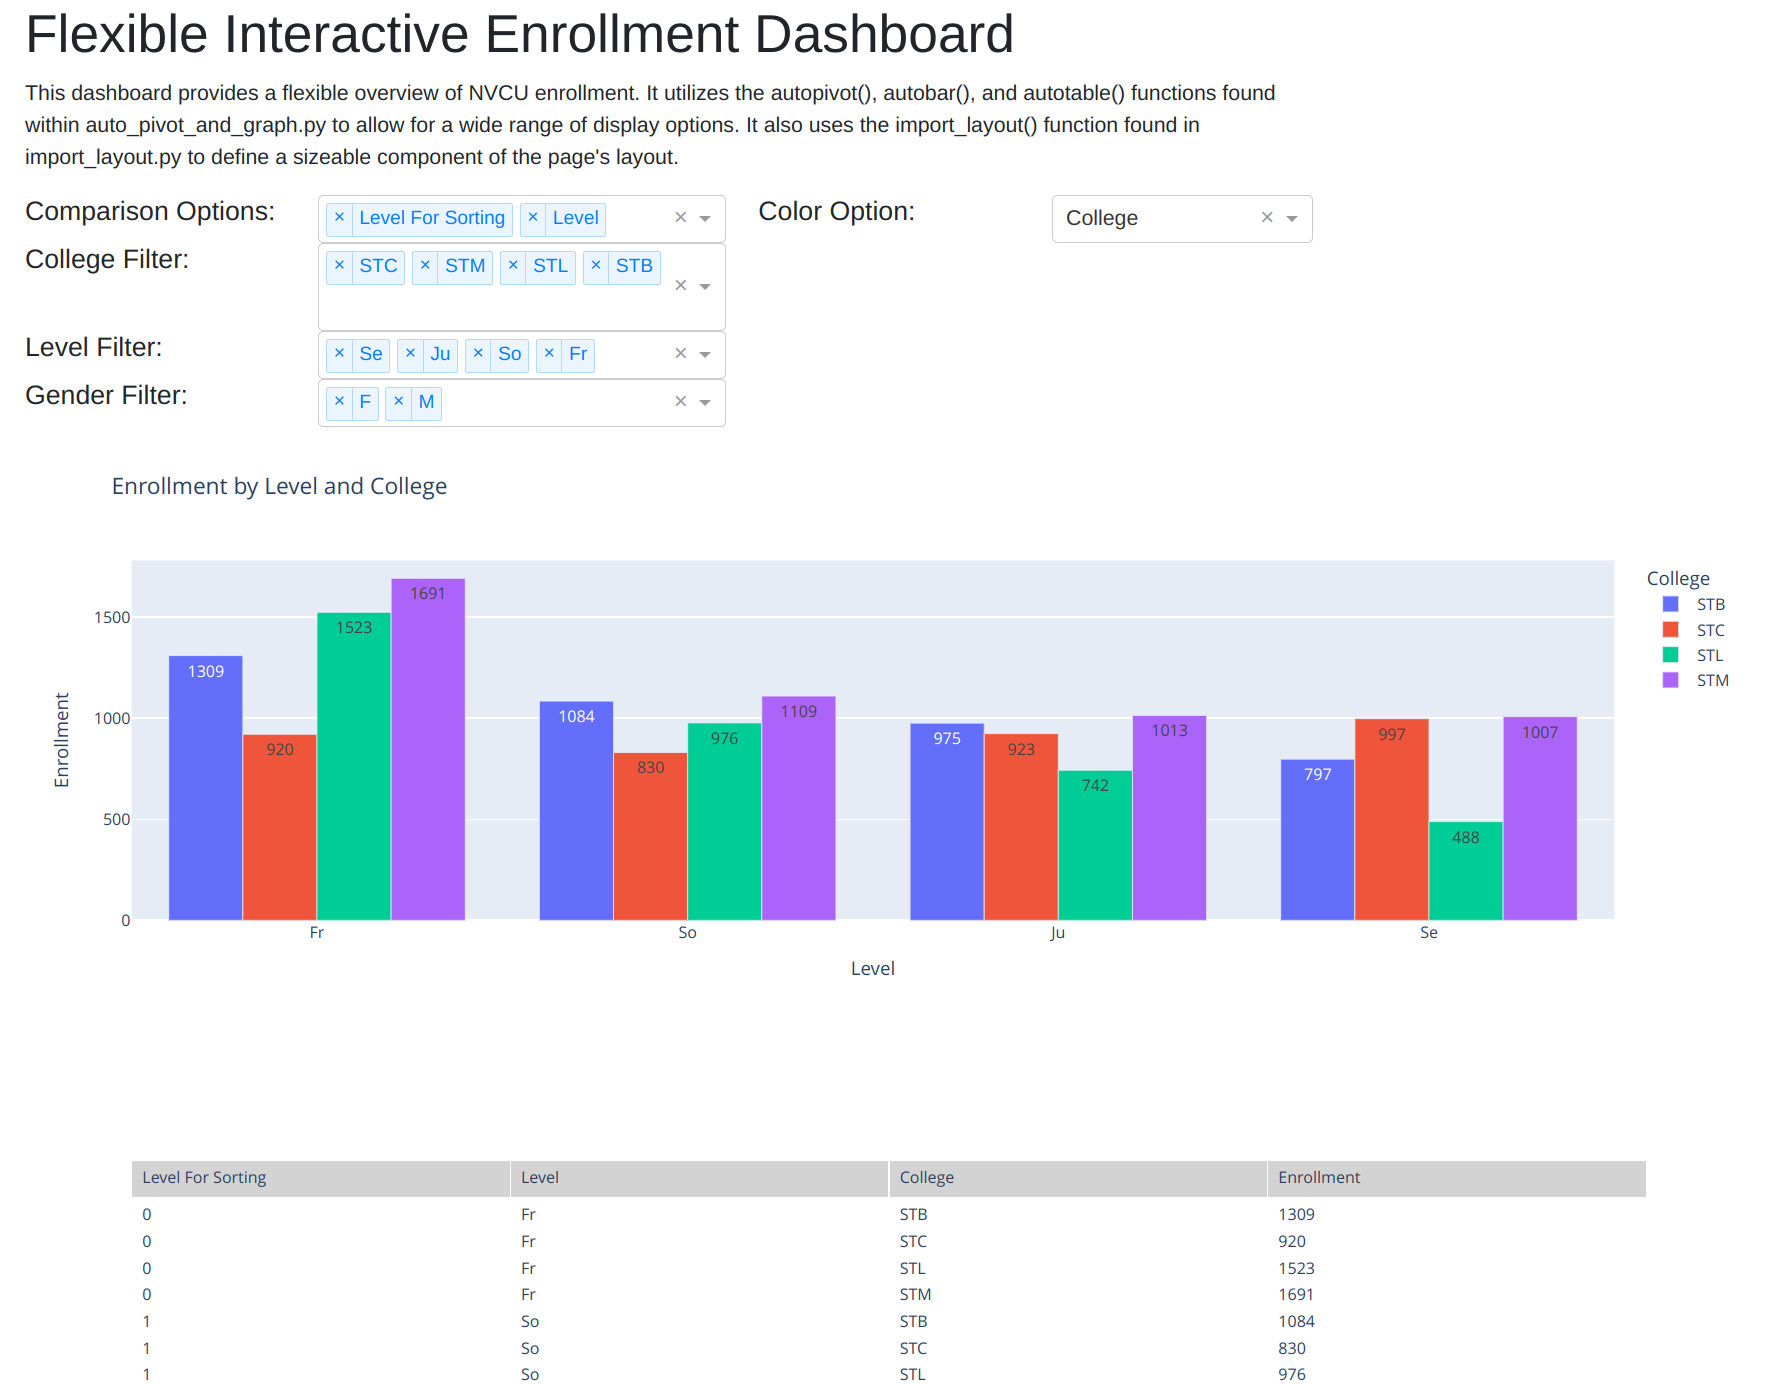 Flexible Interactive Enrollment Dashboard
This dashboard provides a flexible overview of NVCU enrollment. It utilizes the autopivot(), autobar(), and autotable() functions found
within auto_pivot_and_graph.py to allow for a wide range of display options. It also uses the import_layout() function found in
import_layout.py to define a sizeable component of the page's layout.
Comparison Options: × Level For Sorting × Level × Color Option: College ×
College Filter: × STC × STM × STL × STB ×
Level Filter: × Se × Ju × So × Fr ×
Gender Filter: × F × M ×
Enrollment by Level and College
Enrollment
1500
1000
500
0
1309
920
1523
1691
1084
830
976
1109
975
923
742
1013
797
997
488
1007
Fr So Ju Se
Level
College
STB
STC
STL
STM
Level For Sorting Level College Enrollment
0 Fr STB 1309
0 Fr STC 920
0 Fr STL 1523
0 Fr STM 1691
1 So STB 1084
1 So STC 830
1 So STL 976